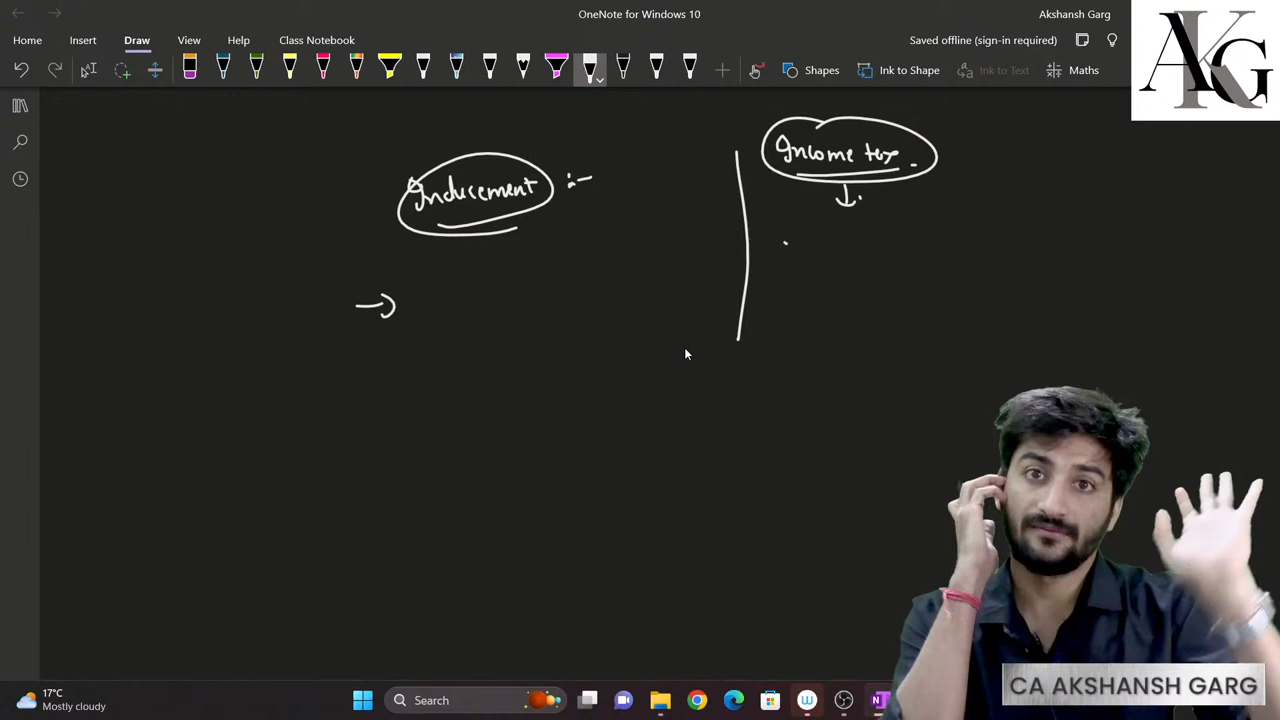 OneNote for Windows 10
Akshansh Garg
Home Insert Draw View Help Class Notebook
Saved offline (sign-in required)
Shapes Ink to Shape Ink to Text Maths
AKG
Income tax.
Inducement :-
17°C
Mostly cloudy
Search
CA AKSHANSH GARG